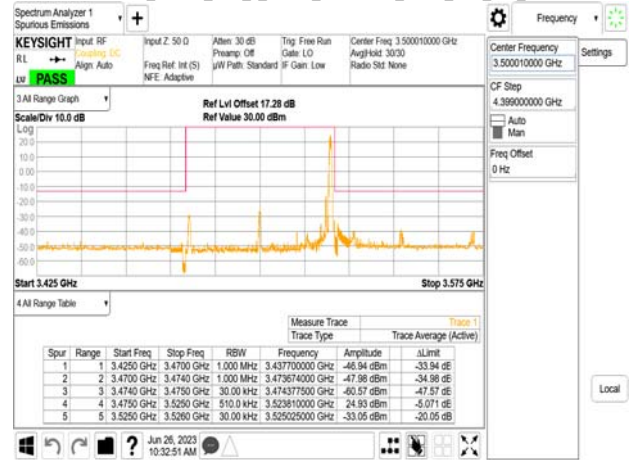 Spectrum Analyzer 1
Spurious Emissions
+
Frequency
KEYSIGHT
Input: RF
Coupling: DC
Align: Auto
Input Z: 50 Ω
Freq Ref: Int (S)
NFE: Adaptive
Atten: 30 dB
Preamp: Off
µW Path: Standard
Trig: Free Run
Gate: LO
IF Gain: Low
Center Freq: 3.500010000 GHz
Avg|Hold: 30/30
Radio Std: None
RL
PASS
Center Frequency
3.500010000 GHz
Settings
CF Step
4.399000000 GHz
Auto
Man
Freq Offset
0 Hz
3 All Range Graph
Scale/Div 10.0 dB
Ref Lvl Offset 17.28 dB
Ref Value 30.00 dBm
Log
20.0
10.0
0.00
-10.0
-20.0
-30.0
-40.0
-50.0
-60.0
Start 3.425 GHz
Stop 3.575 GHz
4 All Range Table
Measure Trace Trace 1
Trace Type Trace Average (Active)
Spur Range Start Freq Stop Freq RBW Frequency Amplitude ΔLimit
1 1 3.4250 GHz 3.4700 GHz 1.000 MHz 3.437700000 GHz -46.94 dBm -33.94 dB
2 2 3.4700 GHz 3.4740 GHz 1.000 MHz 3.473674000 GHz -47.98 dBm -34.98 dB
3 3 3.4740 GHz 3.4750 GHz 30.00 kHz 3.474377500 GHz -60.57 dBm -47.57 dB
4 4 3.4750 GHz 3.5250 GHz 510.0 kHz 3.523810000 GHz 24.93 dBm -5.071 dB
5 5 3.5250 GHz 3.5260 GHz 30.00 kHz 3.525025000 GHz -33.05 dBm -20.05 dB
Local
?
Jun 26, 2023
10:32:51 AM